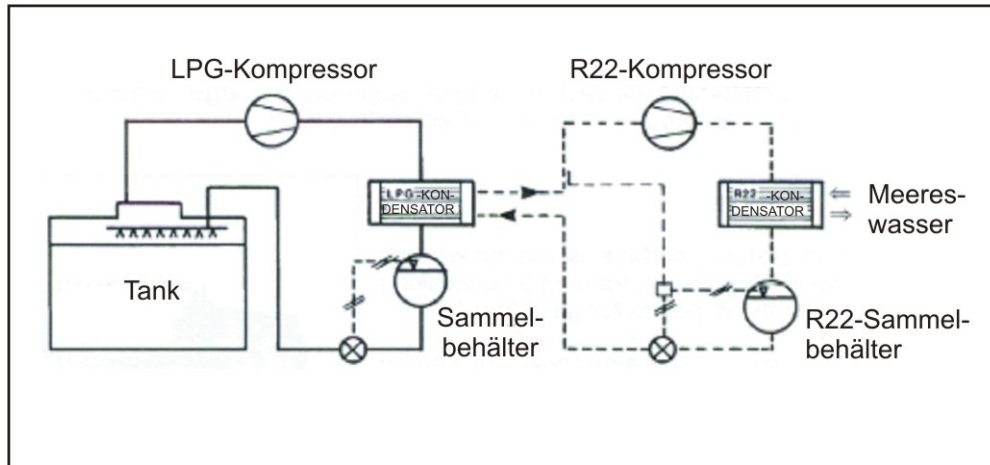 LPG-Kompressor
R22-Kompressor
LPG-KON-
DENSATOR
R22-KON-
DENSATOR
Meeres-
wasser
Tank
Sammel-
behälter
R22-Sammel-
behälter